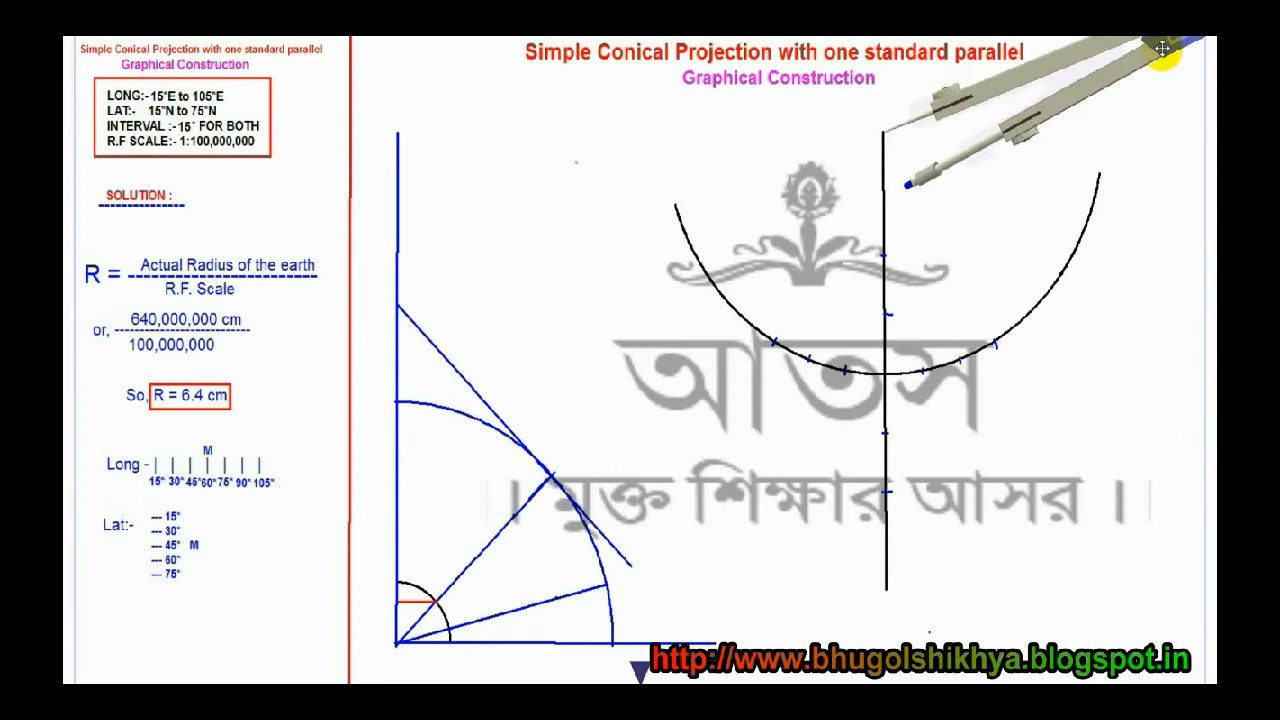 Simple Conical Projection with one standard parallel
Graphical Construction
LONG:-15°E to 105°E
LAT:- 15°N to 75°N
INTERVAL :-15° FOR BOTH
R.F SCALE:- 1:100,000,000
SOLUTION :
R = Actual Radius of the earth
R.F. Scale
or, 640,000,000 cm
100,000,000
So, R = 6.4 cm
M
Long -
15° 30° 45° 60° 75° 90° 105°
Lat:- --- 15°
--- 30°
--- 45° M
--- 60°
--- 75°
Simple Conical Projection with one standard parallel
Graphical Construction
আতস
।। মুক্ত শিক্ষার আসর ।।
http://www.bhugolshikhya.blogspot.in